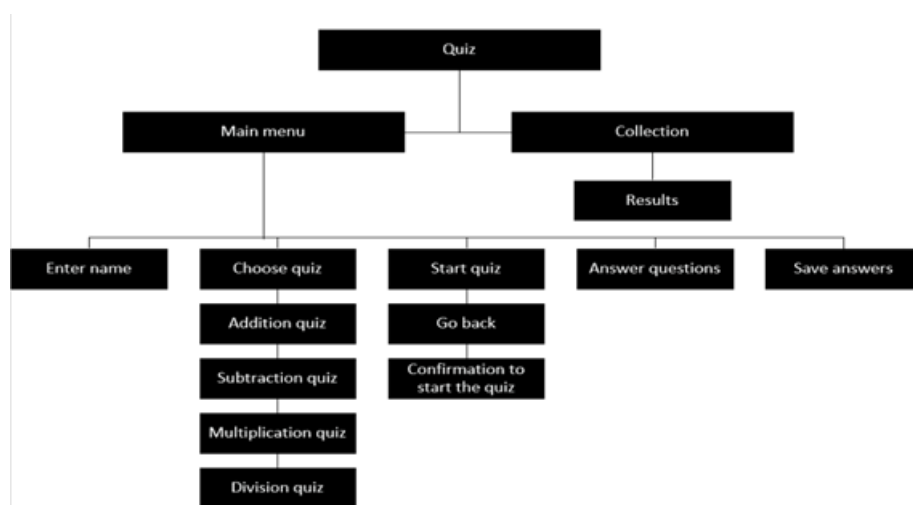 Quiz
Main menu
Collection
Results
Enter name
Choose quiz
Start quiz
Answer questions
Save answers
Addition quiz
Go back
Subtraction quiz
Confirmation to
start the quiz
Multiplication quiz
Division quiz